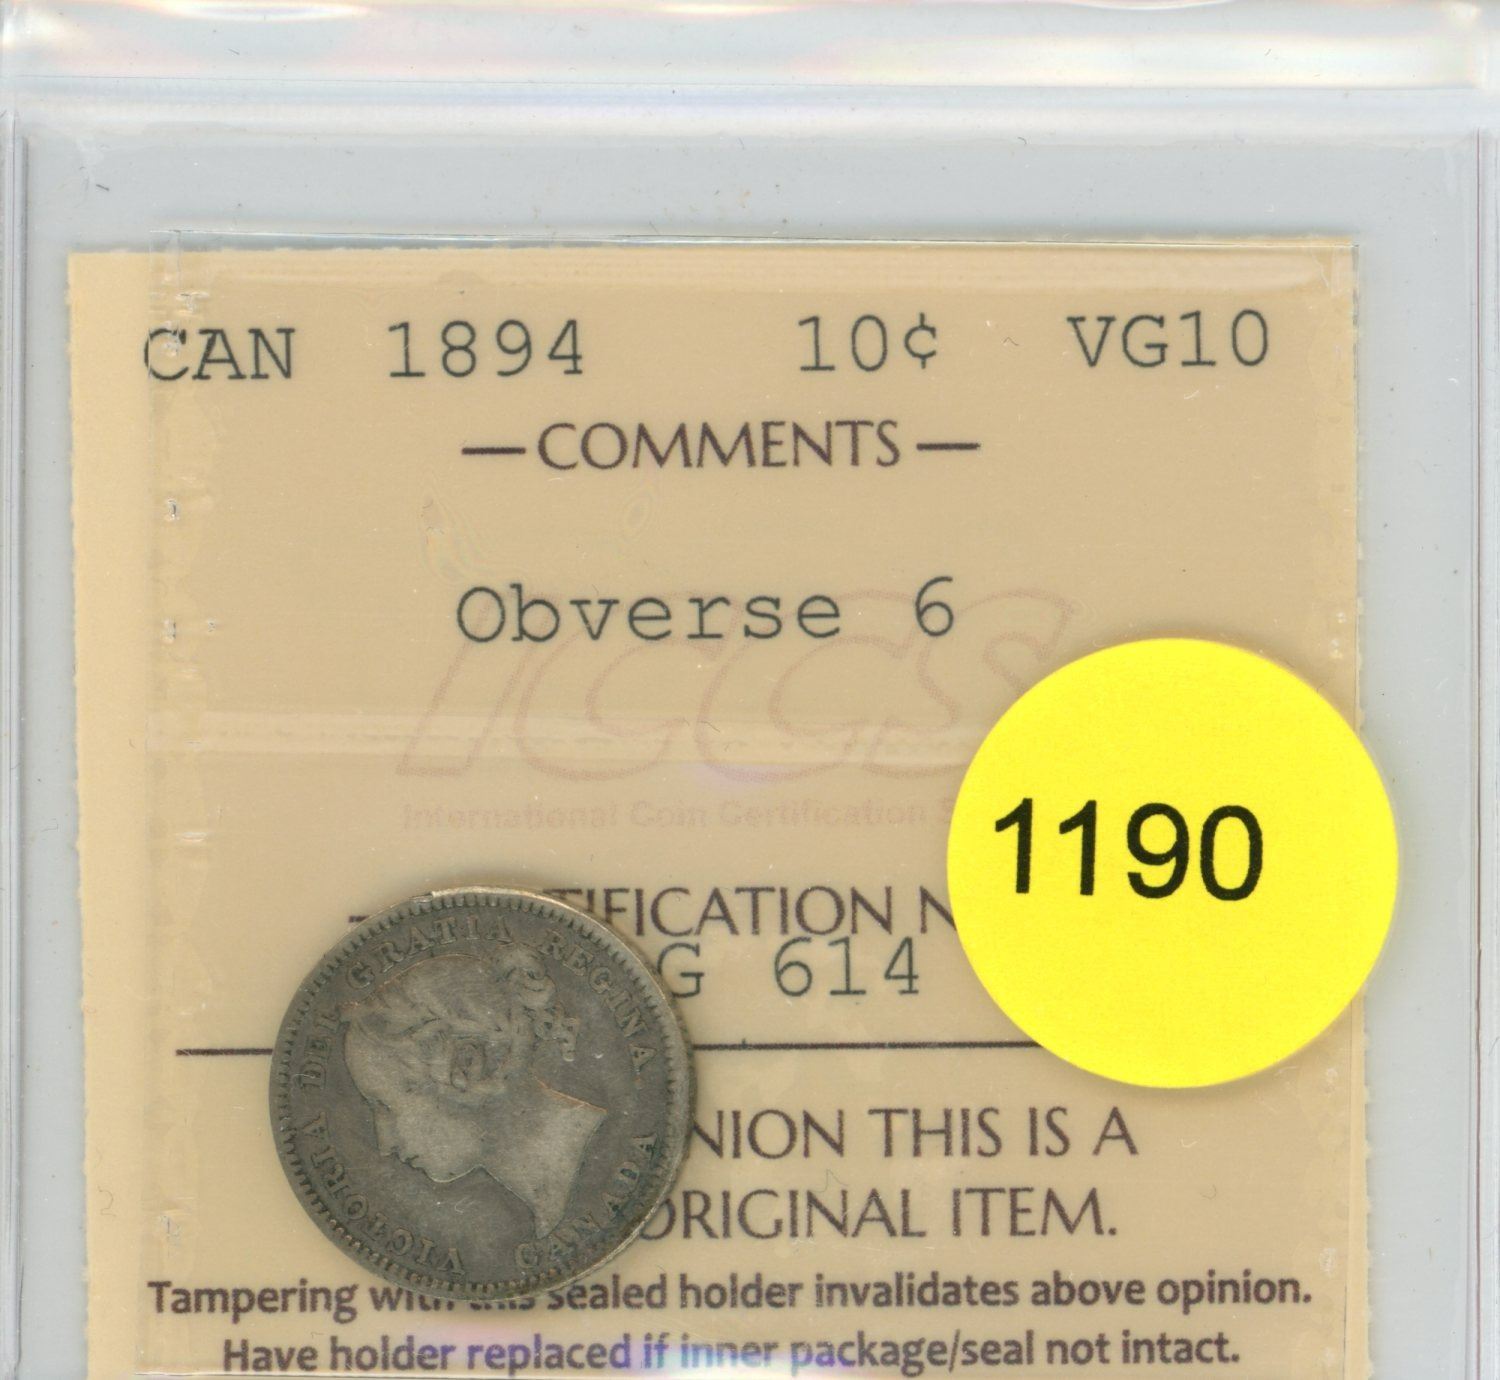 CAN 1894 10¢ VG10
—COMMENTS—
Obverse 6
ICCS
International Coin Certification
1190
TIFICATION N
G 614
NION THIS IS A
ORIGINAL ITEM.
VICTORIA DEI GRATIA REGINA.
CANADA
Tampering with this sealed holder invalidates above opinion.
Have holder replaced if inner package/seal not intact.